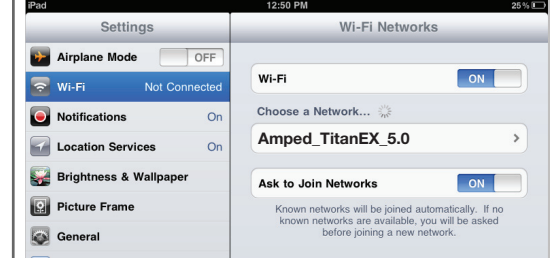 iPad 12:50 PM 25%
Settings
Wi-Fi Networks
Airplane Mode OFF
Wi-Fi Not Connected
Notifications On
Location Services On
Brightness & Wallpaper
Picture Frame
General
Wi-Fi ON
Choose a Network...
Amped_TitanEX_5.0
Ask to Join Networks ON
Known networks will be joined automatically. If no
known networks are available, you will be asked
before joining a new network.